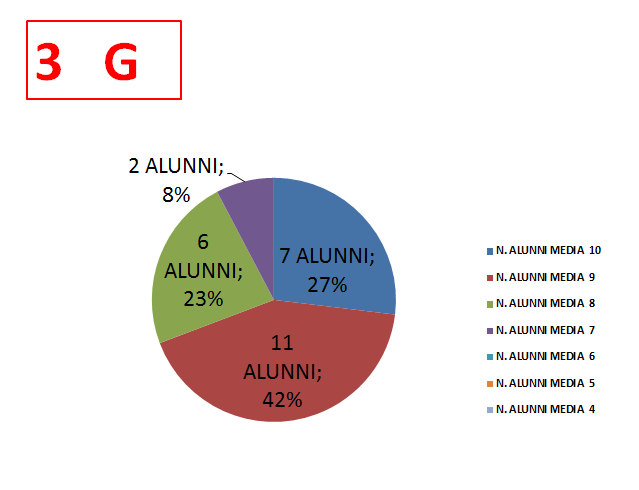 3 G
2 ALUNNI;
8%
6
ALUNNI;
23%
7 ALUNNI;
27%
11
ALUNNI;
42%
N. ALUNNI MEDIA 10
N. ALUNNI MEDIA 9
N. ALUNNI MEDIA 8
N. ALUNNI MEDIA 7
N. ALUNNI MEDIA 6
N. ALUNNI MEDIA 5
N. ALUNNI MEDIA 4